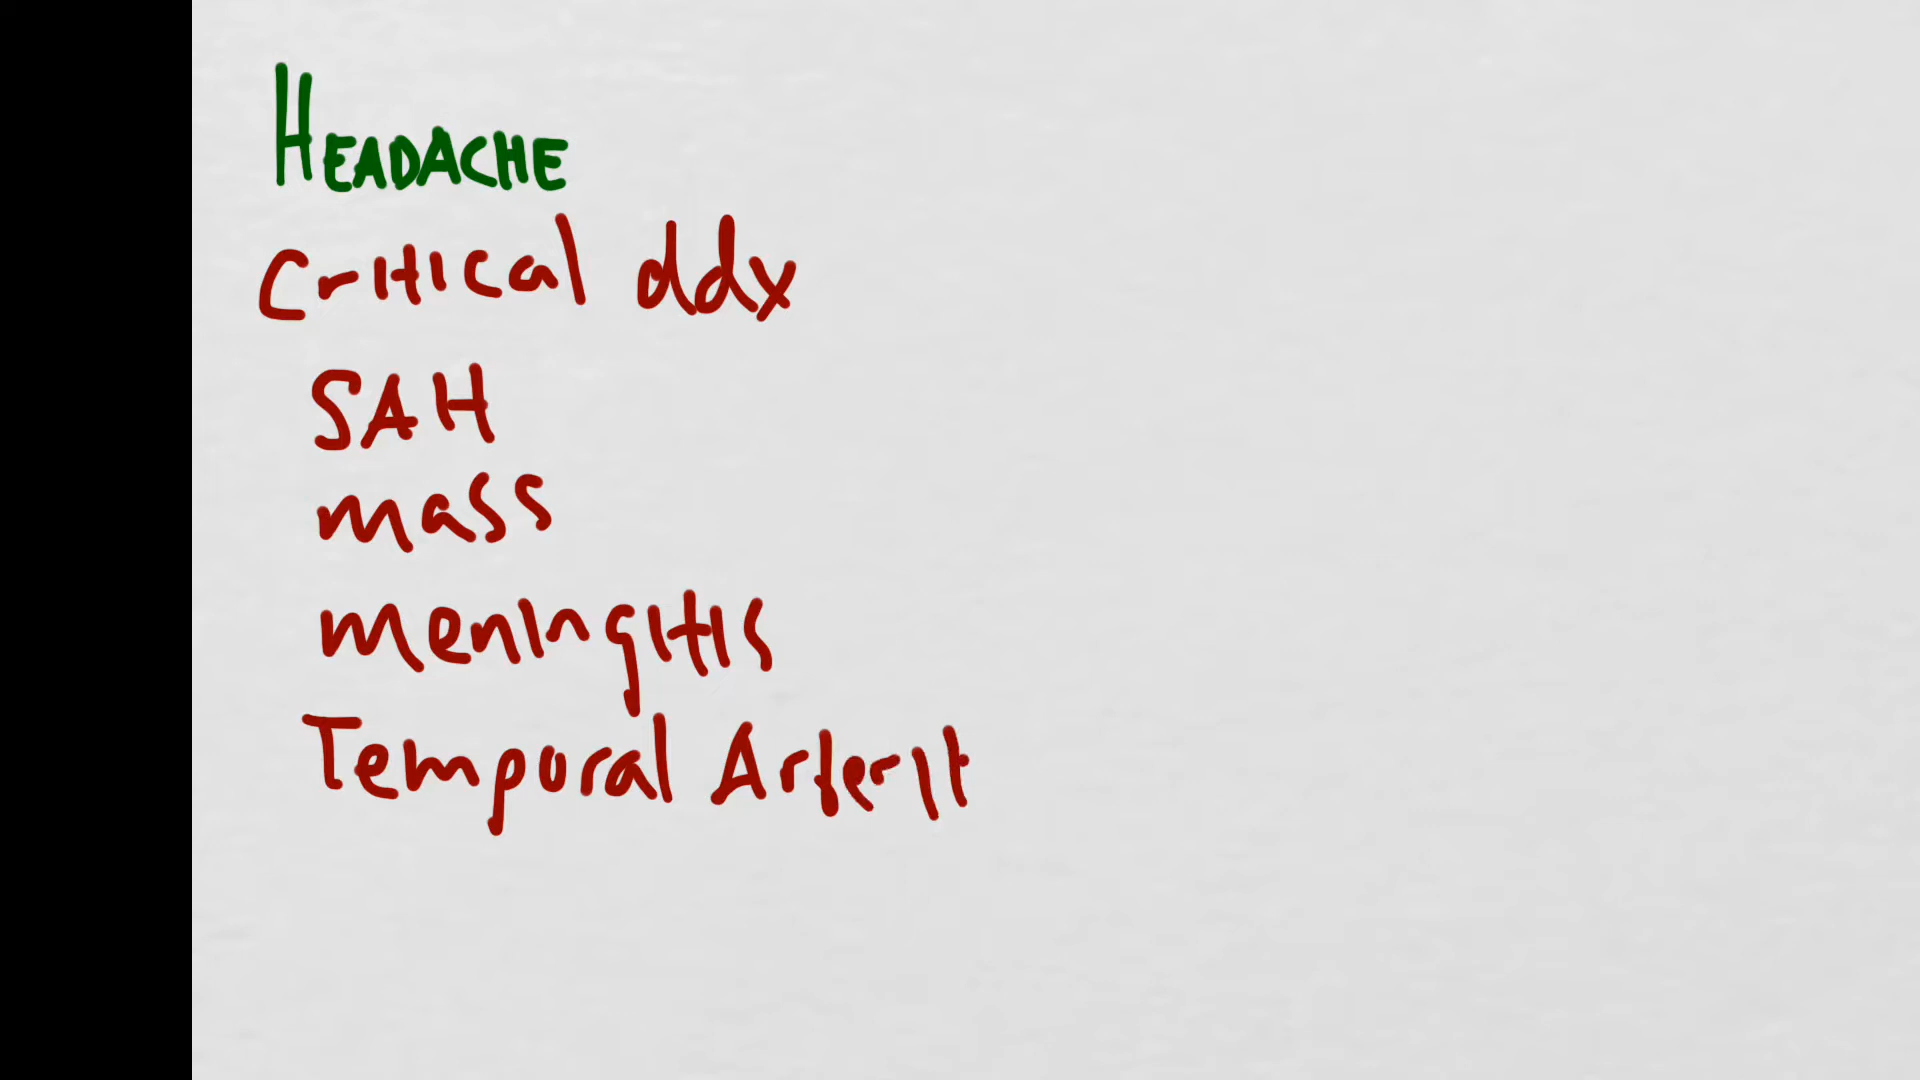 HEADACHE
Critical ddx
SAH
mass
meningitis
Temporal Arterit